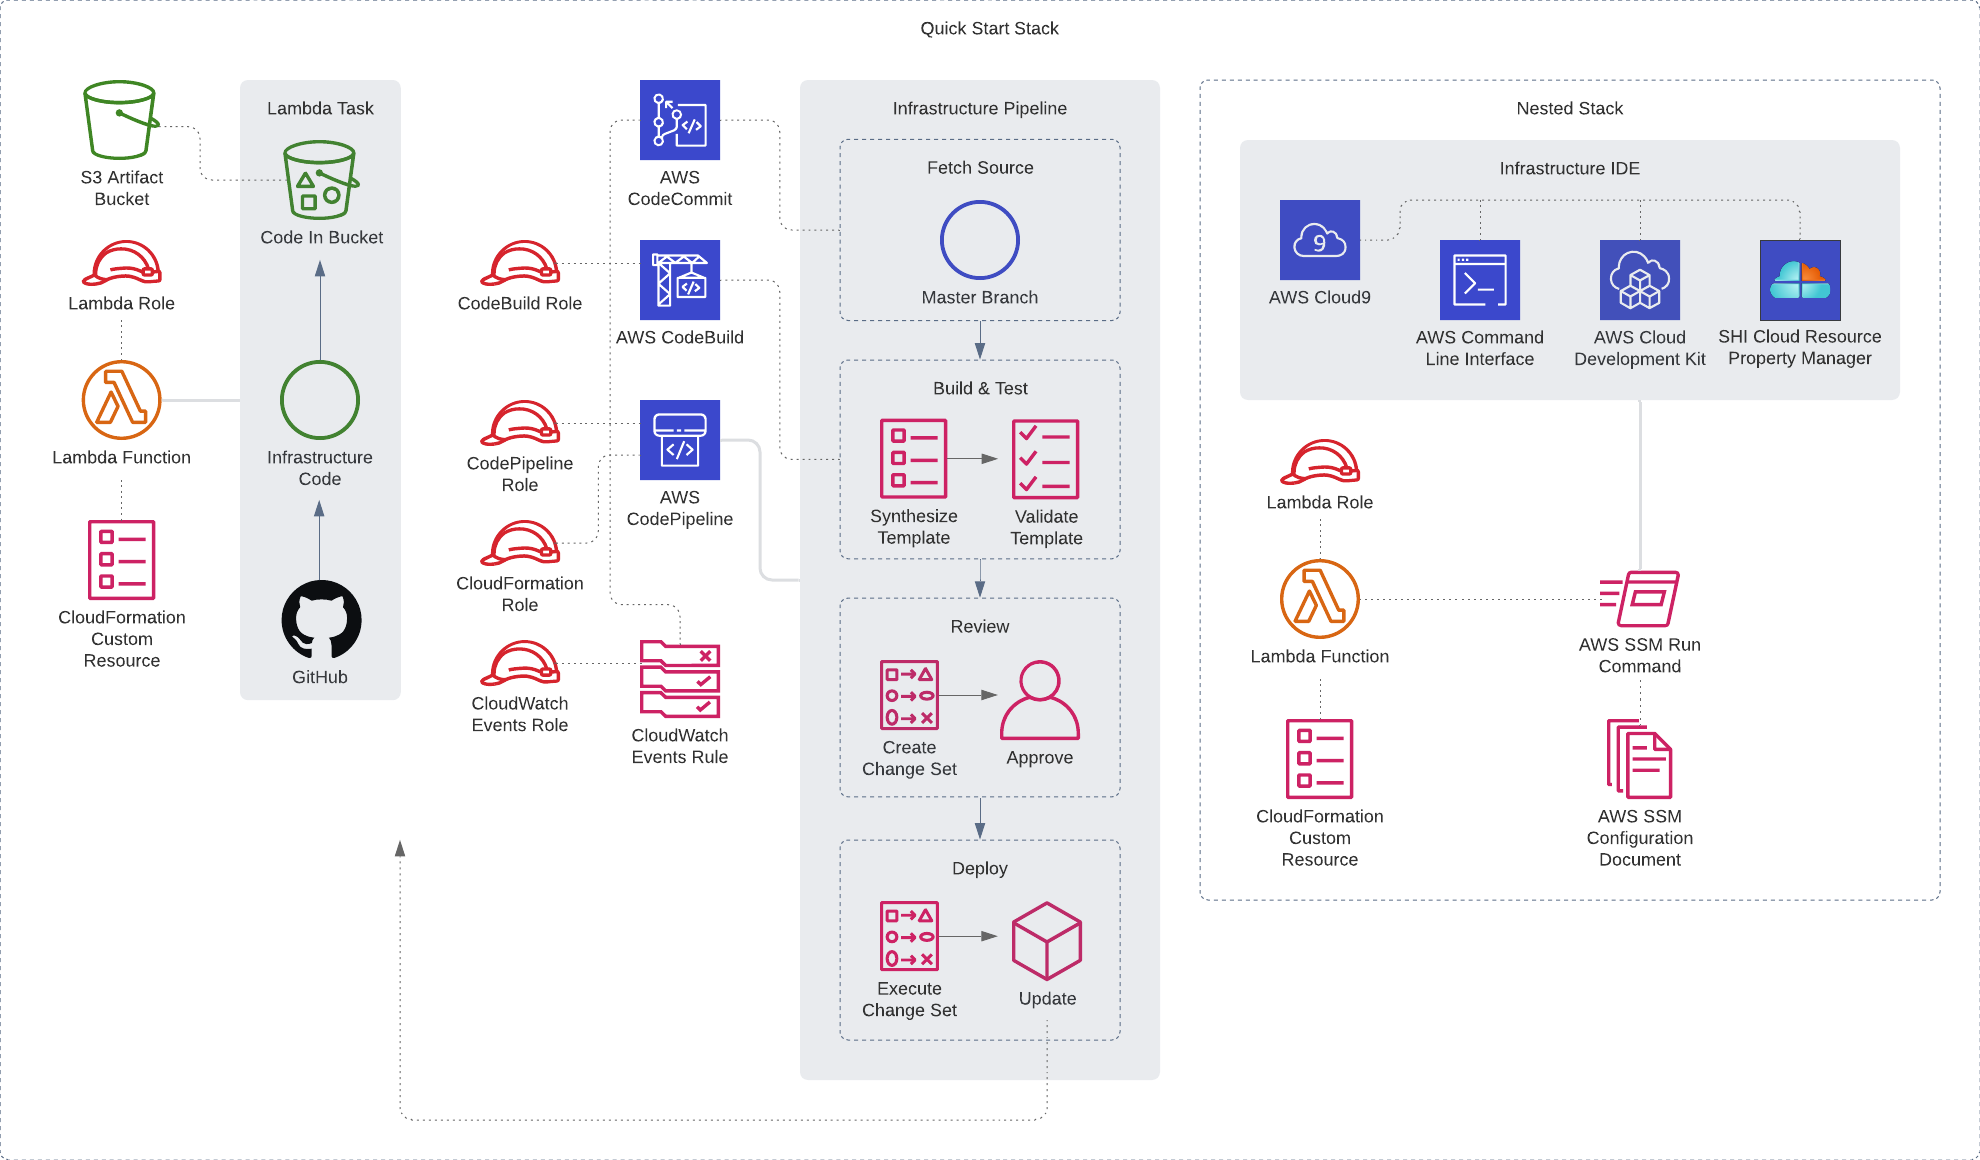 Quick Start Stack
S3 Artifact
Bucket
Lambda Role
Lambda Function
CloudFormation
Custom
Resource
Lambda Task
Code In Bucket
Infrastructure
Code
GitHub
CodeBuild Role
CodePipeline
Role
CloudFormation
Role
CloudWatch
Events Role
AWS
CodeCommit
AWS CodeBuild
AWS
CodePipeline
CloudWatch
Events Rule
Infrastructure Pipeline
Fetch Source
Master Branch
Build & Test
Synthesize
Template
Validate
Template
Review
Create
Change Set
Approve
Deploy
Execute
Change Set
Update
Nested Stack
Infrastructure IDE
9
AWS Cloud9
AWS Command
Line Interface
AWS Cloud
Development Kit
SHI Cloud Resource
Property Manager
Lambda Role
Lambda Function
CloudFormation
Custom
Resource
AWS SSM Run
Command
AWS SSM
Configuration
Document